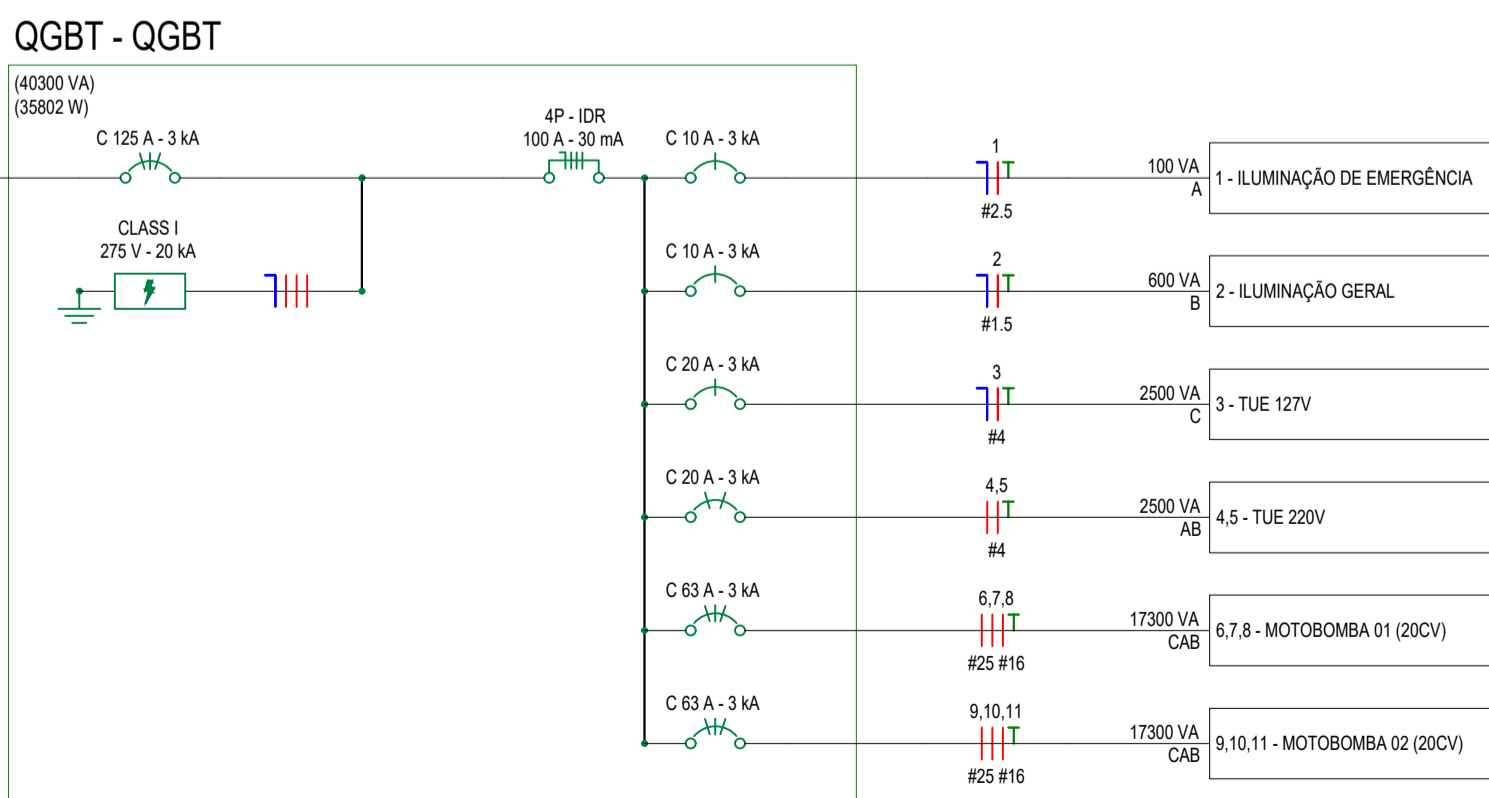 QGBT - QGBT
(40300 VA)
(35802 W)
C 125 A - 3 kA
4P - IDR
100 A - 30 mA
CLASS I
275 V - 20 kA
C 10 A - 3 kA
1
#2.5
100 VA
A
1 - ILUMINAÇÃO DE EMERGÊNCIA
C 10 A - 3 kA
2
#1.5
600 VA
B
2 - ILUMINAÇÃO GERAL
C 20 A - 3 kA
3
#4
2500 VA
C
3 - TUE 127V
C 20 A - 3 kA
4,5
#4
2500 VA
AB
4,5 - TUE 220V
C 63 A - 3 kA
6,7,8
#25 #16
17300 VA
CAB
6,7,8 - MOTOBOMBA 01 (20CV)
C 63 A - 3 kA
9,10,11
#25 #16
17300 VA
CAB
9,10,11 - MOTOBOMBA 02 (20CV)